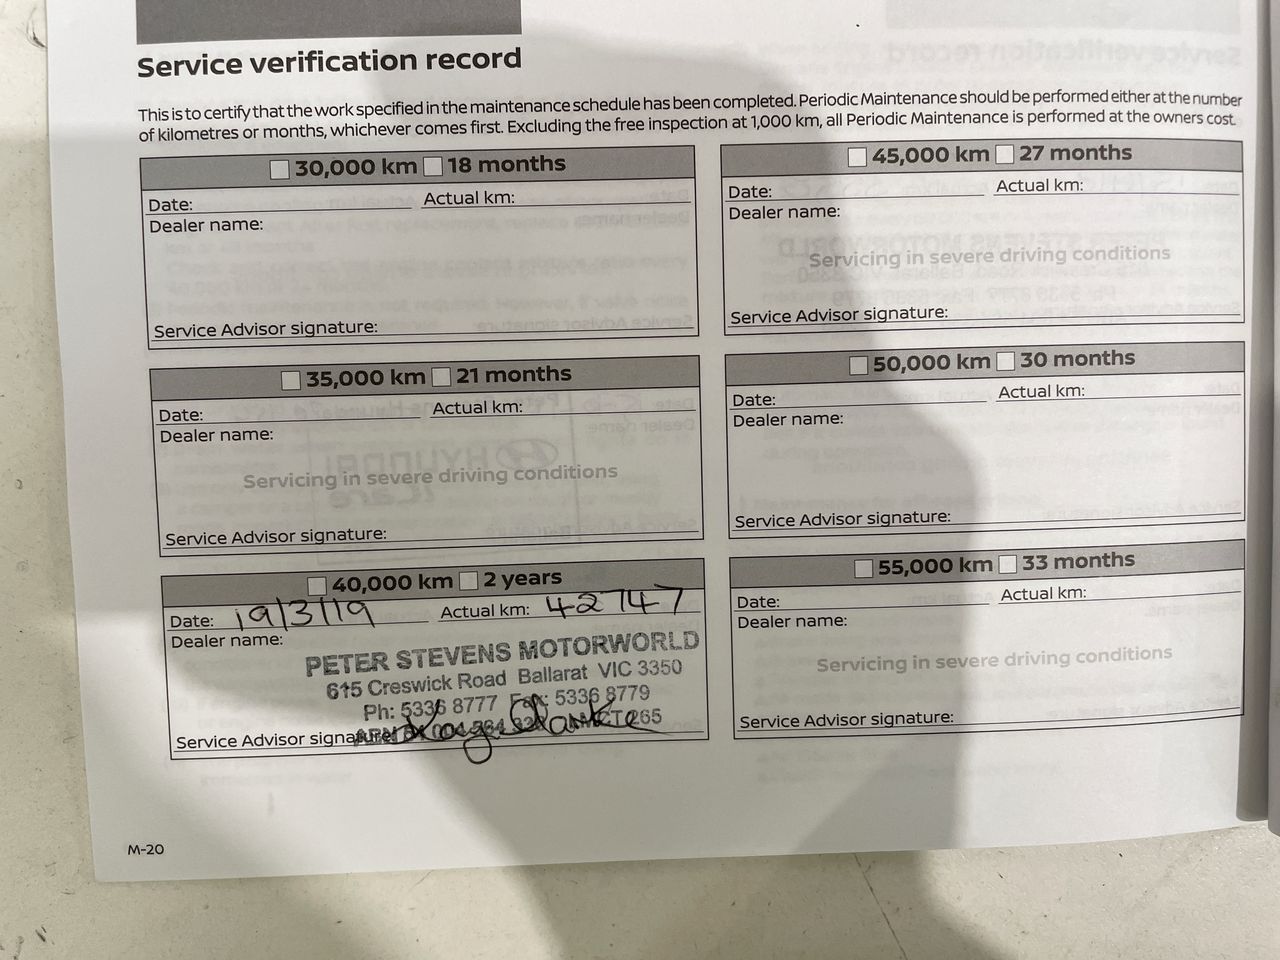 Service verification record
This is to certify that the work specified in the maintenance schedule has been completed. Periodic Maintenance should be performed either at the number
of kilometres or months, whichever comes first. Excluding the free inspection at 1,000 km, all Periodic Maintenance is performed at the owners cost.
30,000 km 18 months
Date: Actual km:
Dealer name:
Service Advisor signature:
35,000 km 21 months
Date: Actual km:
Dealer name:
Servicing in severe driving conditions
Service Advisor signature:
40,000 km 2 years
Date: 19/3/19 Actual km: 42747
Dealer name:
PETER STEVENS MOTORWORLD
615 Creswick Road Ballarat VIC 3350
Ph: 5336 8777 Fax: 5336 8779
Service Advisor signature:
45,000 km 27 months
Date: Actual km:
Dealer name:
Servicing in severe driving conditions
Service Advisor signature:
50,000 km 30 months
Date: Actual km:
Dealer name:
Service Advisor signature:
55,000 km 33 months
Date: Actual km:
Dealer name:
Servicing in severe driving conditions
Service Advisor signature:
M-20